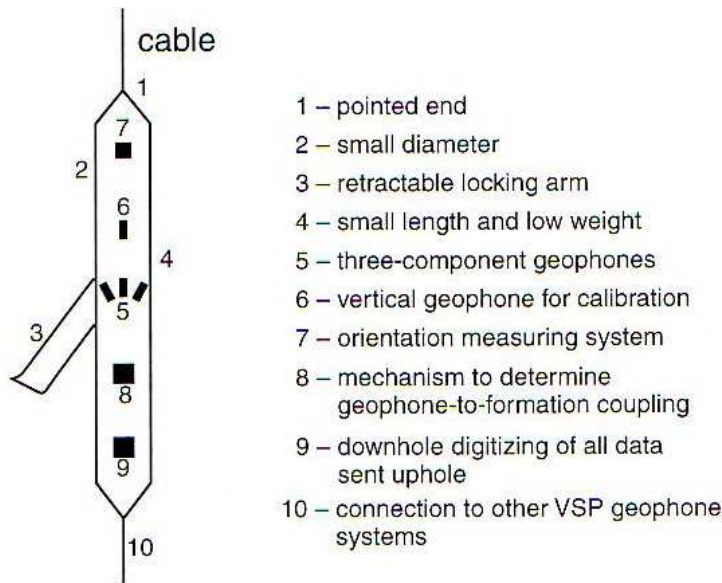 cable
1
7
2
6
4
5
3
8
9
10
1 – pointed end
2 – small diameter
3 – retractable locking arm
4 – small length and low weight
5 – three-component geophones
6 – vertical geophone for calibration
7 – orientation measuring system
8 – mechanism to determine
geophone-to-formation coupling
9 – downhole digitizing of all data
sent uphole
10 – connection to other VSP geophone
systems